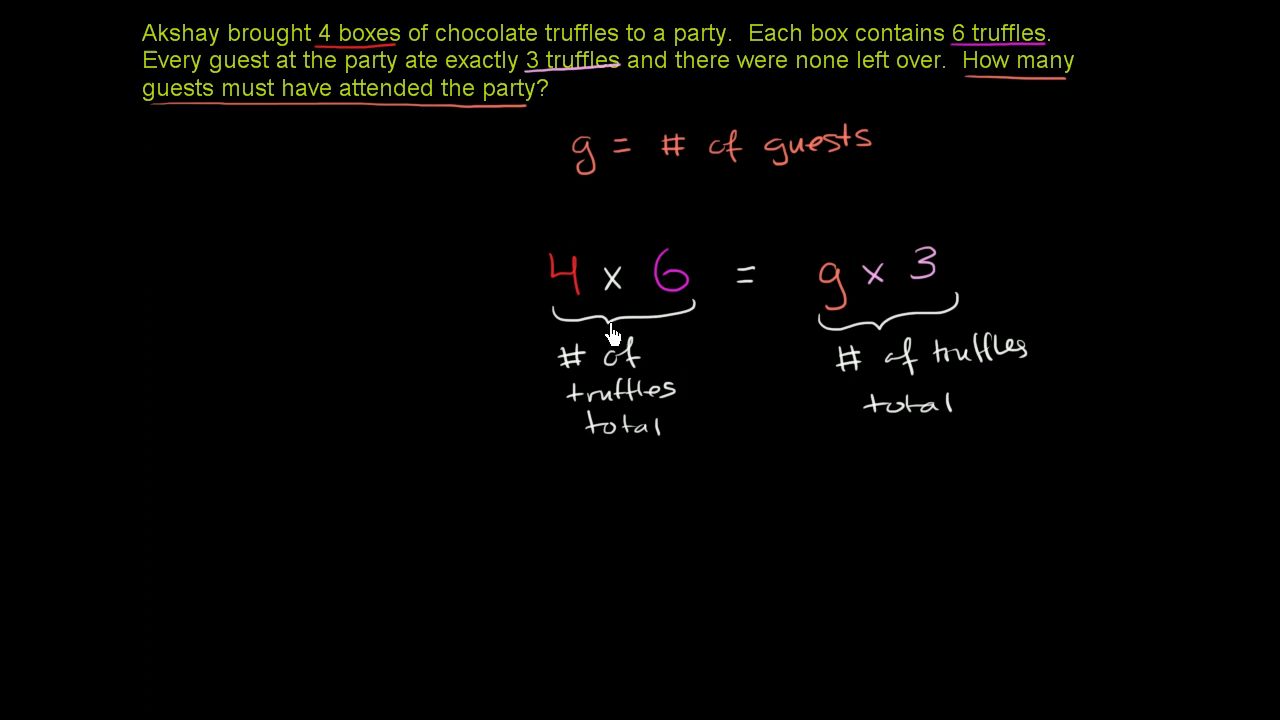 Akshay brought 4 boxes of chocolate truffles to a party.  Each box contains 6 truffles.
Every guest at the party ate exactly 3 truffles and there were none left over.  How many
guests must have attended the party?
g = # of guests
4 x 6 = g x 3
# of truffles total
# of truffles total